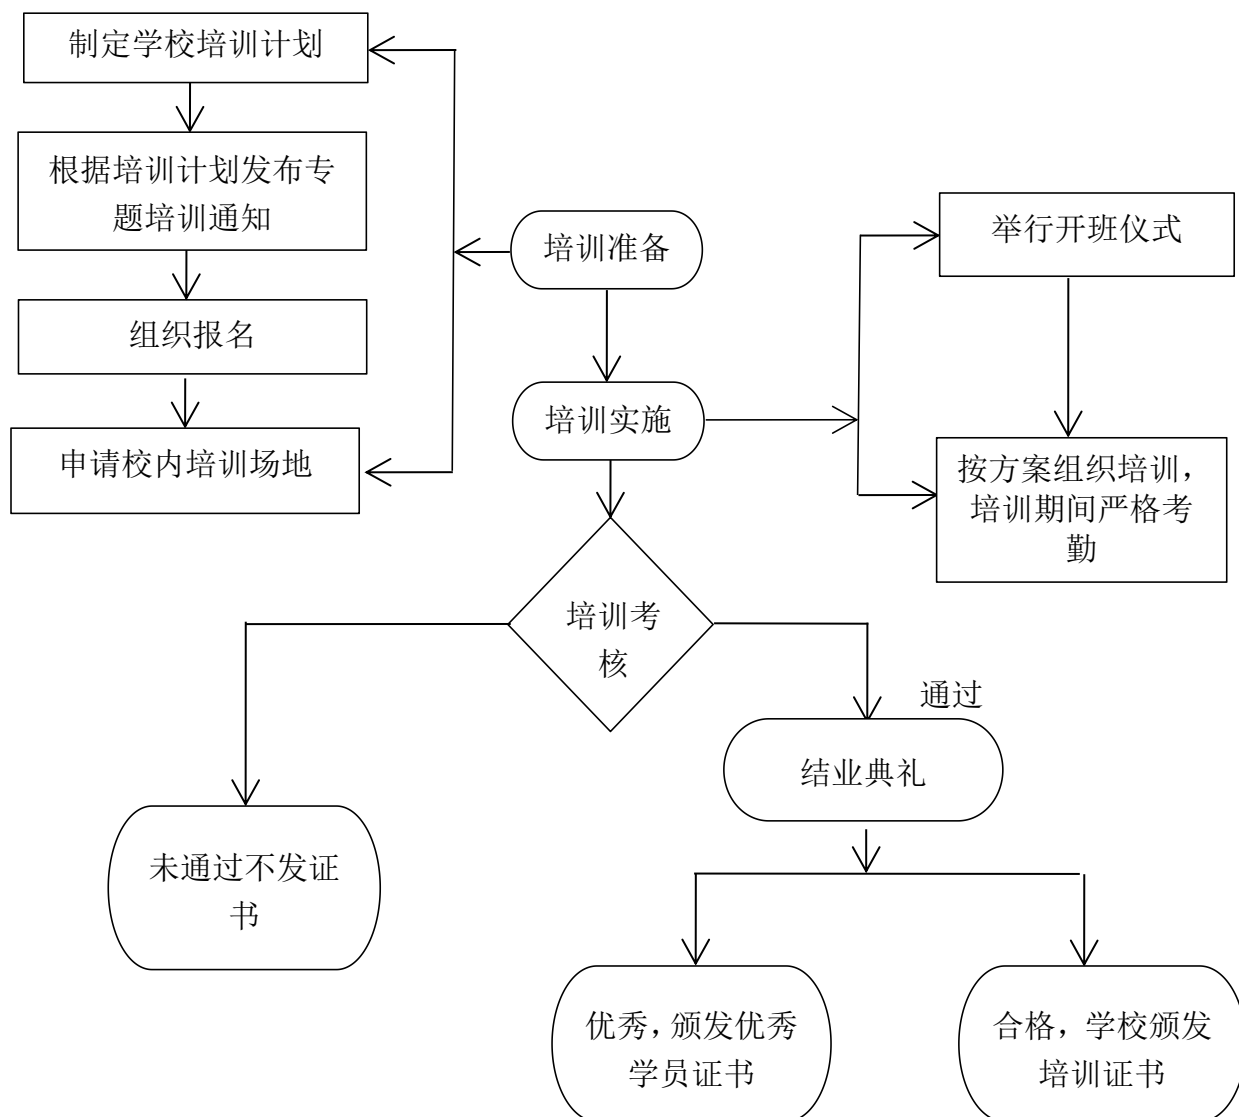 制定学校培训计划
根据培训计划发布专
题培训通知
组织报名
申请校内培训场地
培训准备
培训实施
举行开班仪式
按方案组织培训，
培训期间严格考
勤
培训考
核
通过
结业典礼
未通过不发证
书
优秀，颁发优秀
学员证书
合格，学校颁发
培训证书